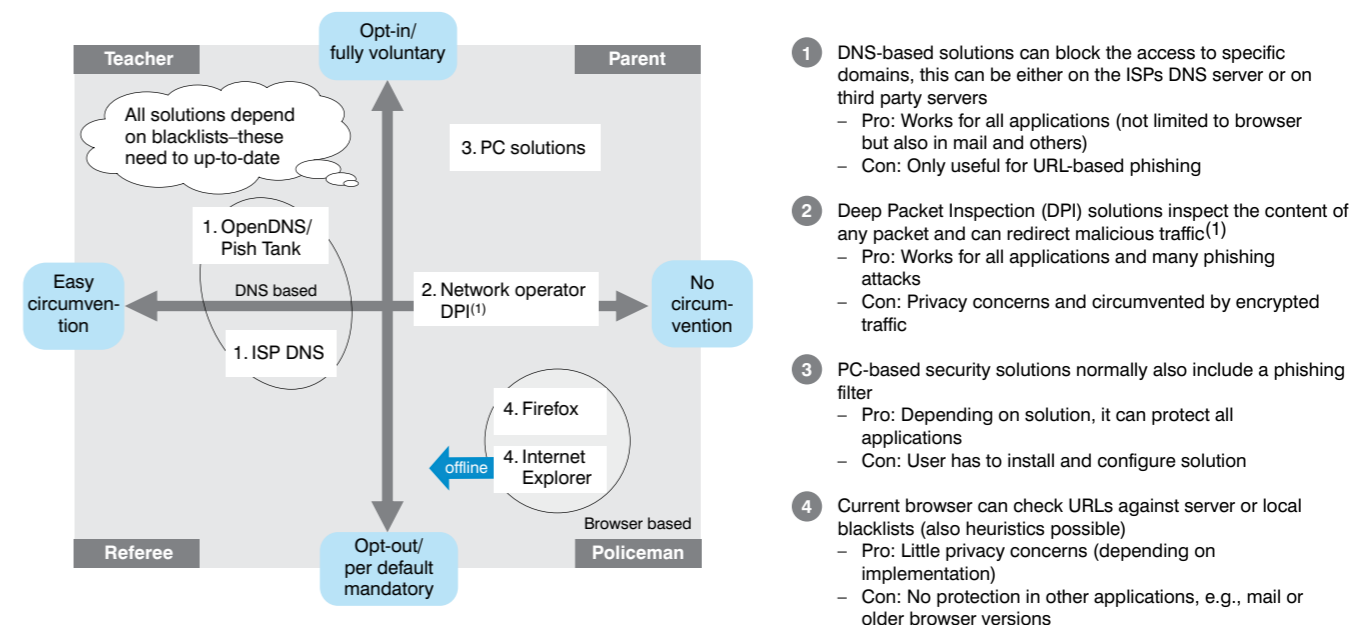 Opt-in/
fully voluntary
Teacher
Parent
All solutions depend
on blacklists–these
need to up-to-date
3. PC solutions
1. OpenDNS/
Pish Tank
Easy
circumven-
tion
DNS based
2. Network operator
DPI(1)
No
circum-
vention
1. ISP DNS
4. Firefox
offline
4. Internet
Explorer
Browser based
Referee
Policeman
Opt-out/
per default
mandatory
1 DNS-based solutions can block the access to specific
domains, this can be either on the ISPs DNS server or on
third party servers
– Pro: Works for all applications (not limited to browser
but also in mail and others)
– Con: Only useful for URL-based phishing
2 Deep Packet Inspection (DPI) solutions inspect the content of
any packet and can redirect malicious traffic(1)
– Pro: Works for all applications and many phishing
attacks
– Con: Privacy concerns and circumvented by encrypted
traffic
3 PC-based security solutions normally also include a phishing
filter
– Pro: Depending on solution, it can protect all
applications
– Con: User has to install and configure solution
4 Current browser can check URLs against server or local
blacklists (also heuristics possible)
– Pro: Little privacy concerns (depending on
implementation)
– Con: No protection in other applications, e.g., mail or
older browser versions